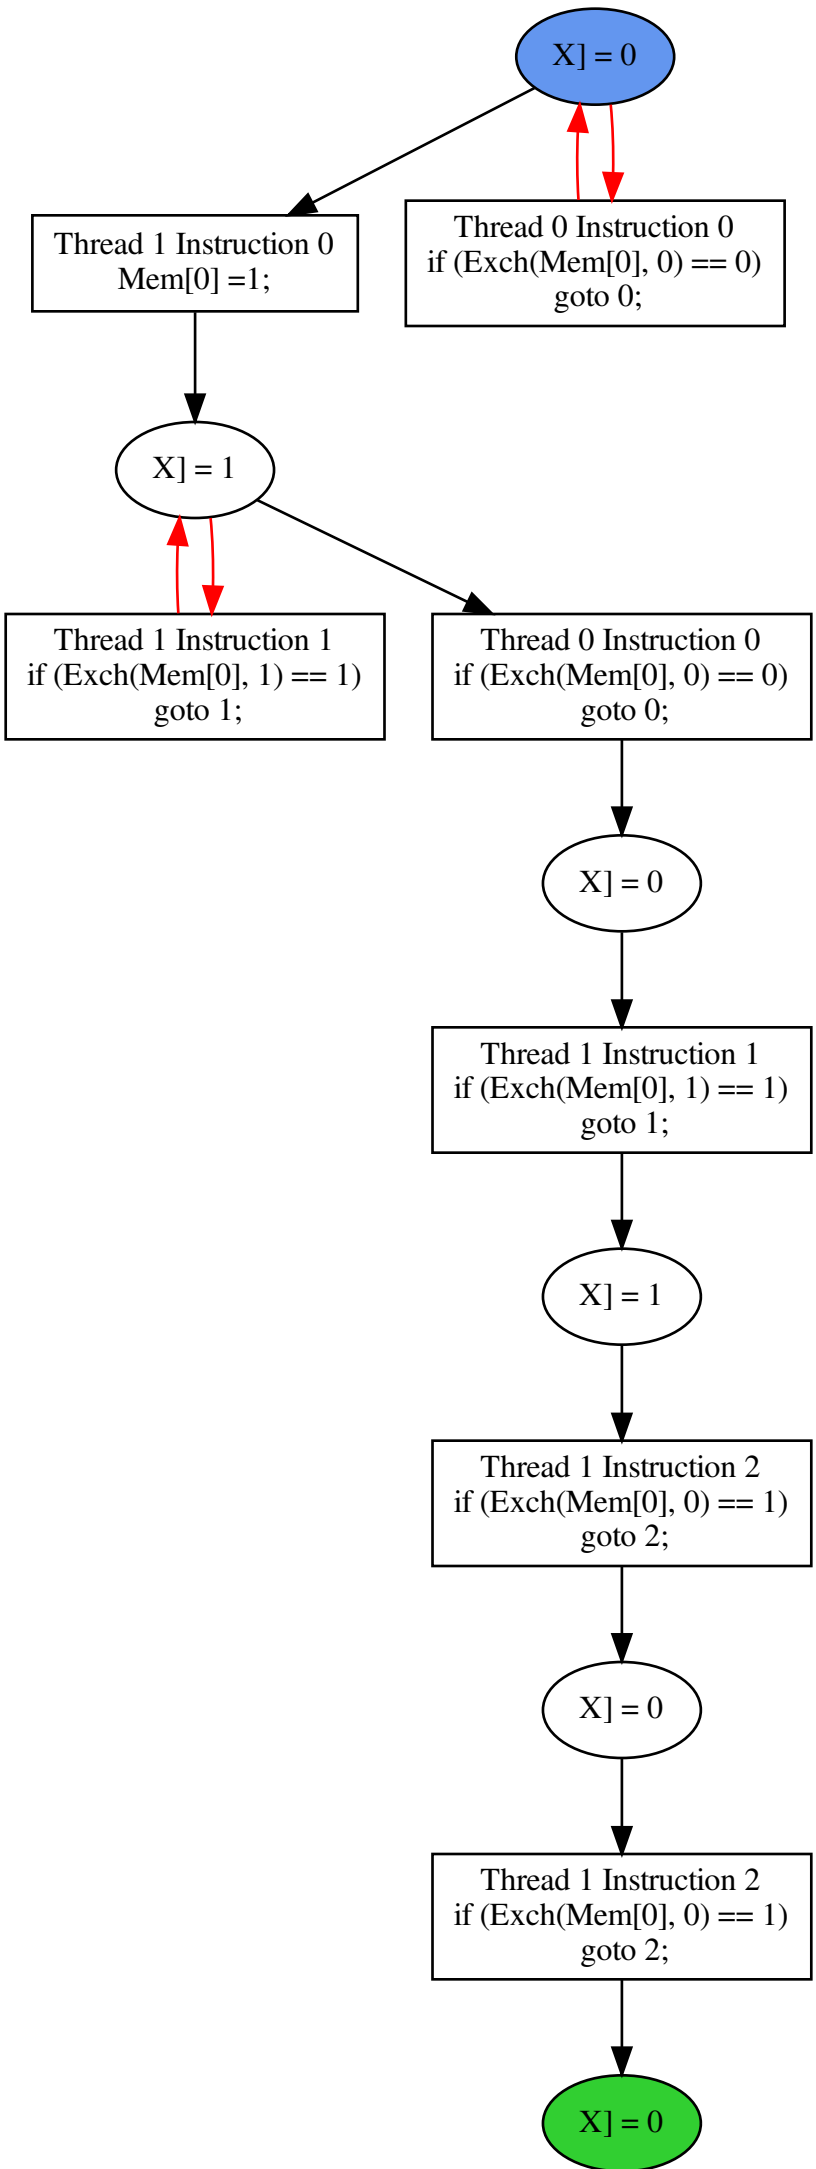 X] = 0
Thread 1 Instruction 0
Mem[0] =1;
Thread 0 Instruction 0
if (Exch(Mem[0], 0) == 0)
goto 0;
X] = 1
Thread 1 Instruction 1
if (Exch(Mem[0], 1) == 1)
goto 1;
Thread 0 Instruction 0
if (Exch(Mem[0], 0) == 0)
goto 0;
X] = 0
Thread 1 Instruction 1
if (Exch(Mem[0], 1) == 1)
goto 1;
X] = 1
Thread 1 Instruction 2
if (Exch(Mem[0], 0) == 1)
goto 2;
X] = 0
Thread 1 Instruction 2
if (Exch(Mem[0], 0) == 1)
goto 2;
X] = 0